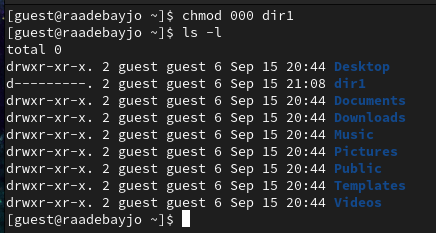 [guest@raadebayjo ~]$ chmod 000 dir1
[guest@raadebayjo ~]$ ls -l
total 0
drwxr-xr-x. 2 guest guest 6 Sep 15 20:44 Desktop
d---------. 2 guest guest 6 Sep 15 21:08 dir1
drwxr-xr-x. 2 guest guest 6 Sep 15 20:44 Documents
drwxr-xr-x. 2 guest guest 6 Sep 15 20:44 Downloads
drwxr-xr-x. 2 guest guest 6 Sep 15 20:44 Music
drwxr-xr-x. 2 guest guest 6 Sep 15 20:44 Pictures
drwxr-xr-x. 2 guest guest 6 Sep 15 20:44 Public
drwxr-xr-x. 2 guest guest 6 Sep 15 20:44 Templates
drwxr-xr-x. 2 guest guest 6 Sep 15 20:44 Videos
[guest@raadebayjo ~]$